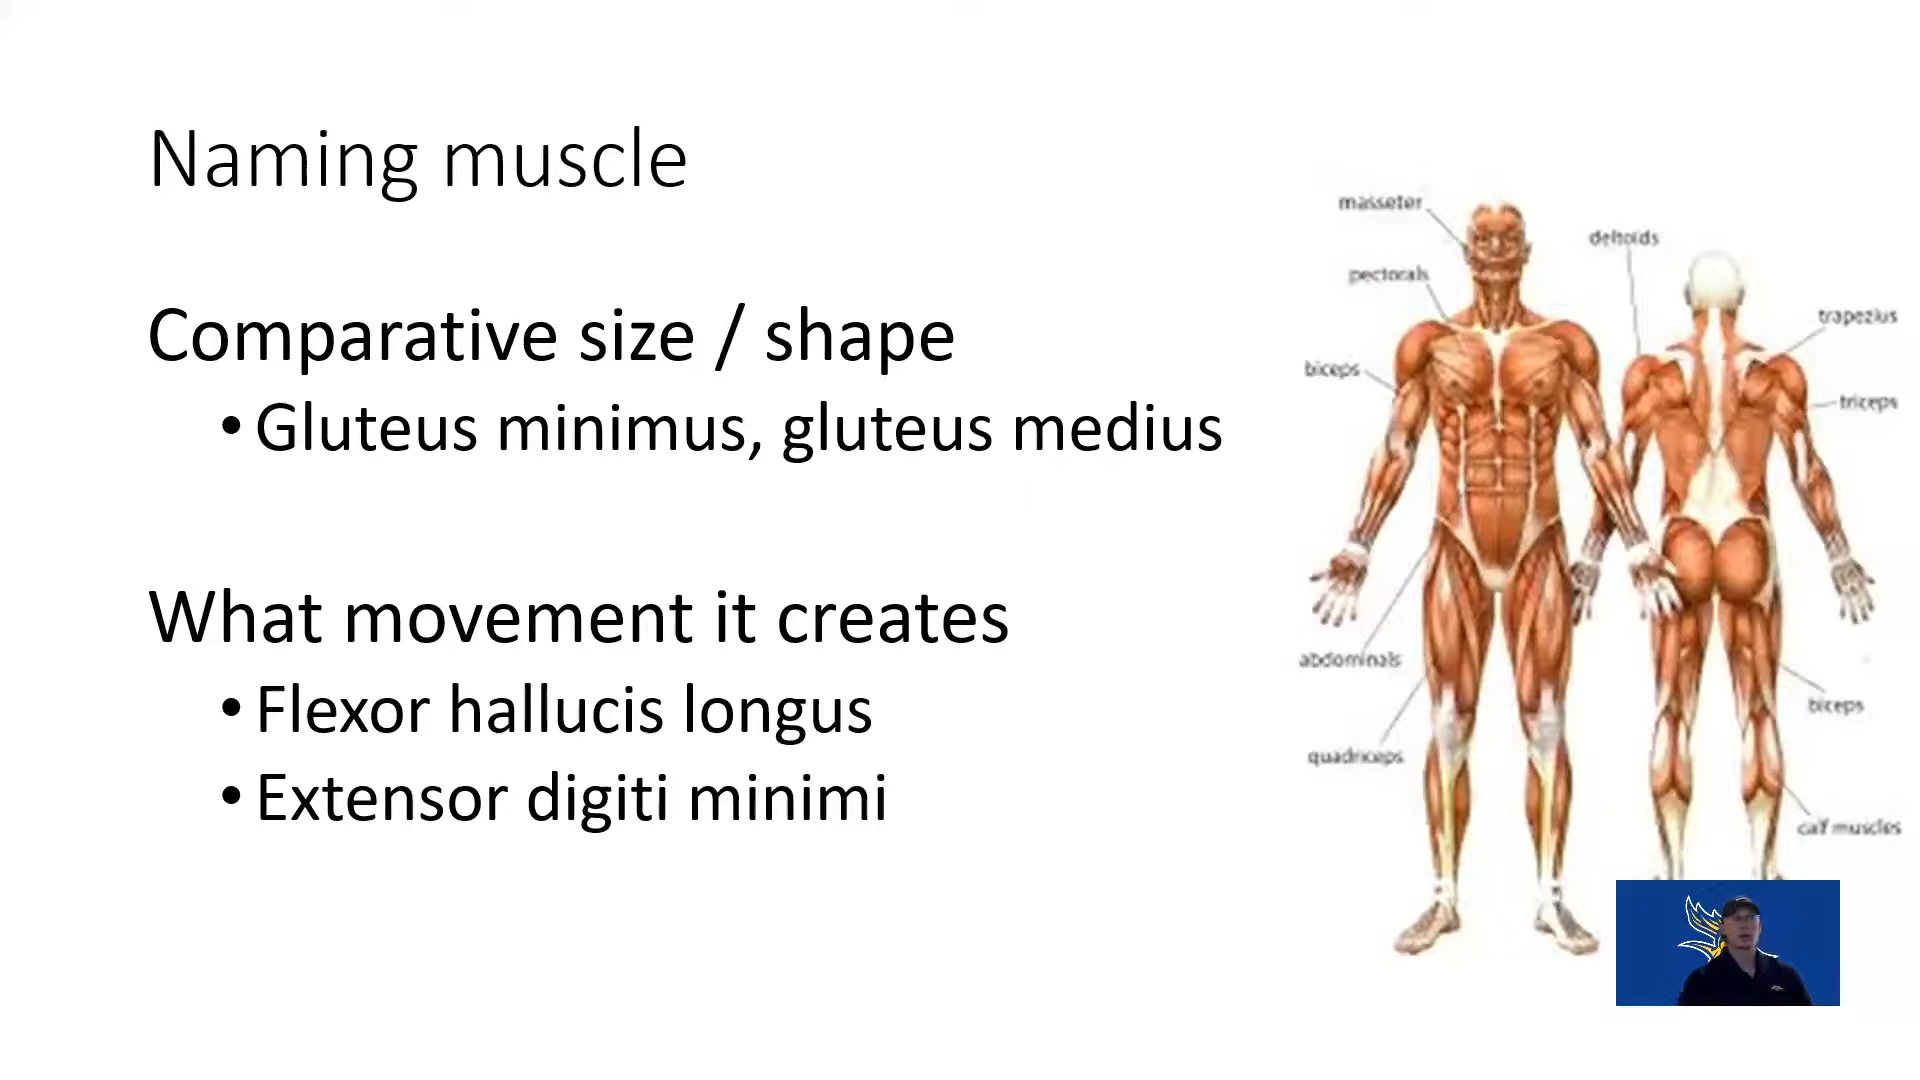 Naming muscle
Comparative size / shape
• Gluteus minimus, gluteus medius
What movement it creates
• Flexor hallucis longus
• Extensor digiti minimi
masseter
deltoids
pectorals
trapezius
biceps
triceps
abdominals
biceps
quadriceps
calf muscles